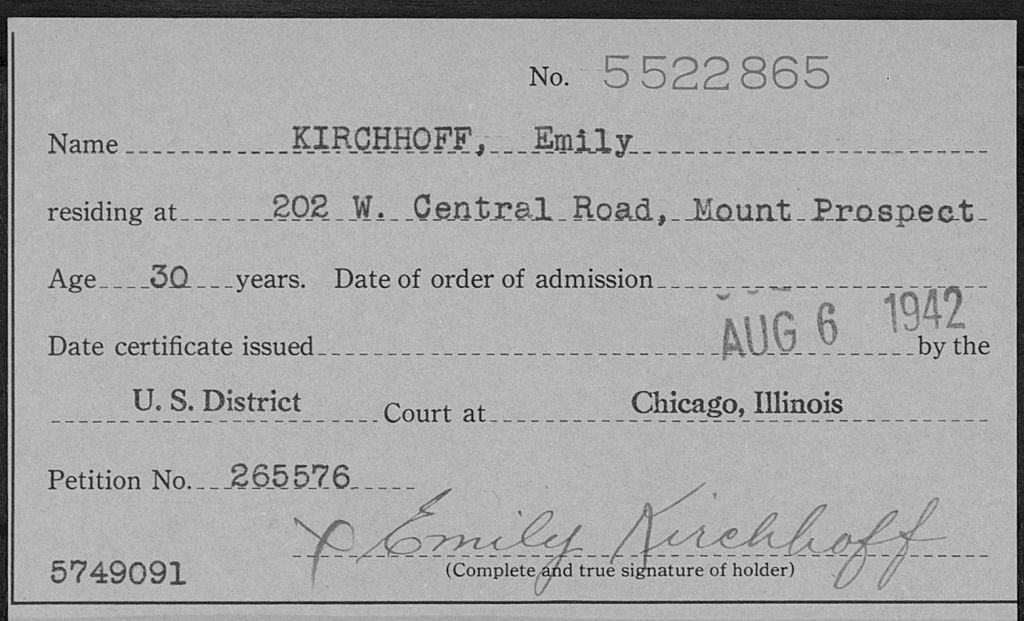 No. 5522865
Name KIRCHHOFF, Emily
residing at 202 W. Central Road, Mount Prospect
Age 30 years. Date of order of admission
Date certificate issued AUG 6 1942 by the
U. S. District Court at Chicago, Illinois
Petition No. 265576
X Emily Kirchhoff
(Complete and true signature of holder)
5749091